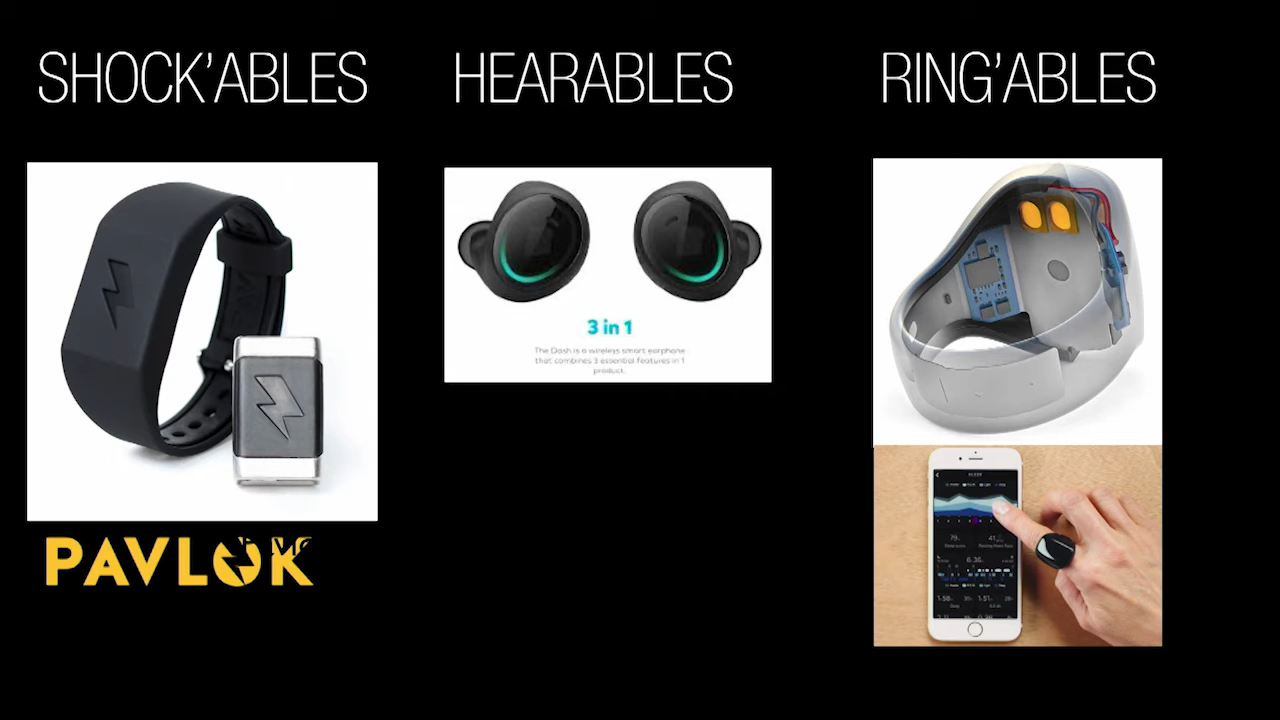 SHOCK’ABLES
HEARABLES
RING’ABLES
3 in 1
The Dash is a wireless smart earphone
that combines 3 essential features in 1
product.
PAVLOK